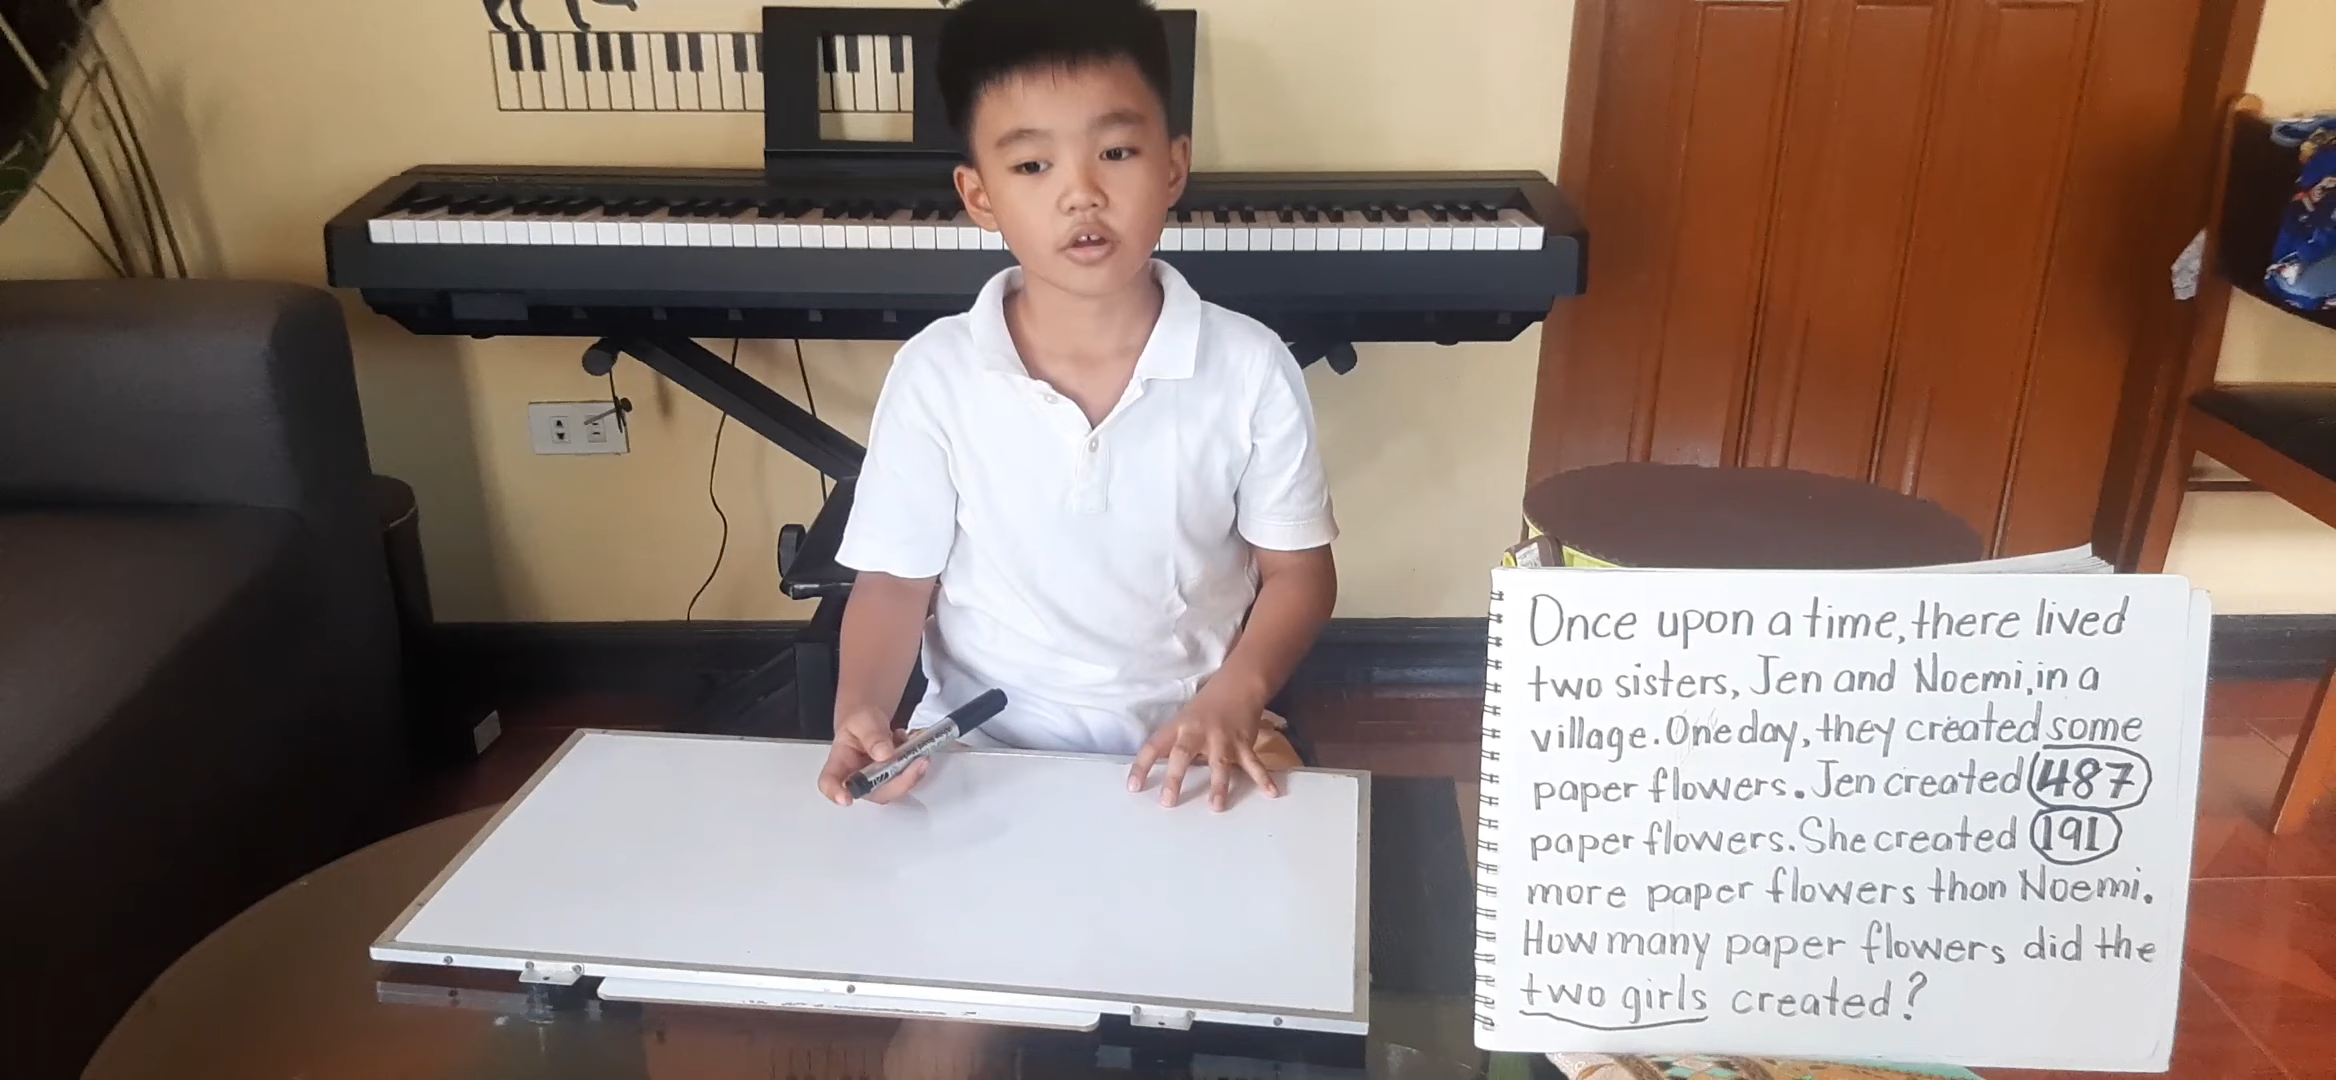 Once upon a time, there lived
two sisters, Jen and Noemi, in a
village. One day, they created some
paper flowers. Jen created 487
paper flowers. She created 191
more paper flowers than Noemi.
How many paper flowers did the
two girls created?